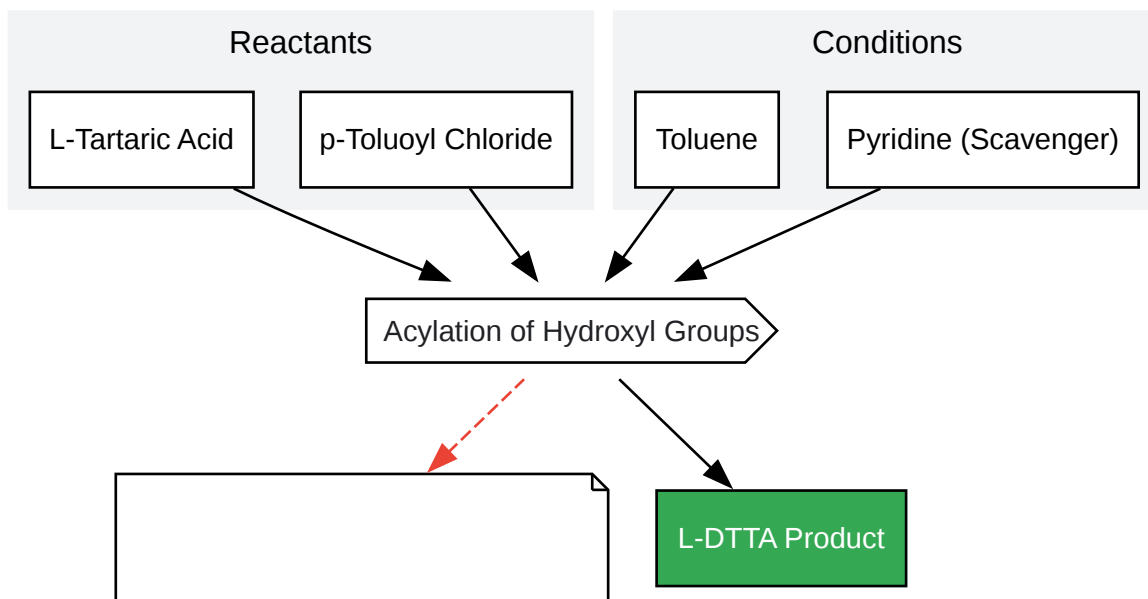 Reactants
Conditions
L-Tartaric Acid
p-Toluoyl Chloride
Toluene
Pyridine (Scavenger)
Acylation of Hydroxyl Groups
L-DTTA Product